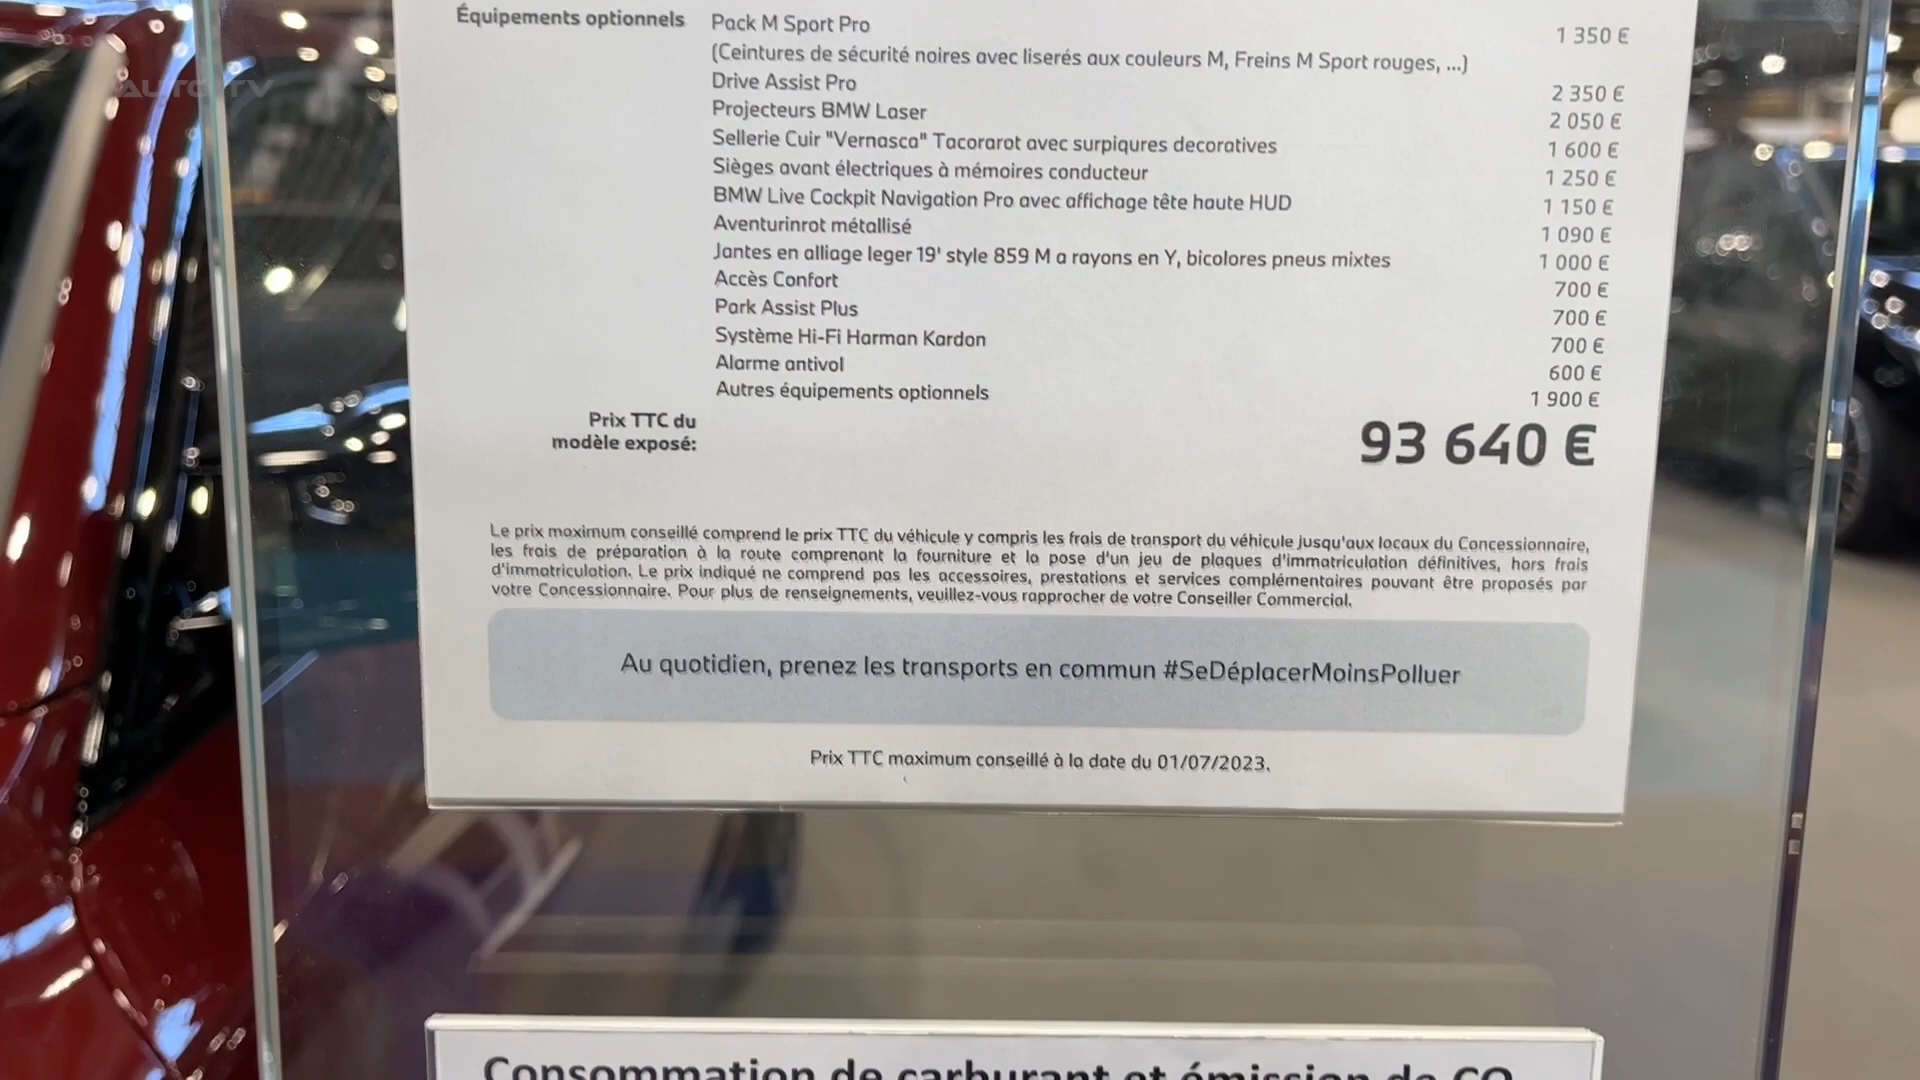 AUTO TV
Équipements optionnels Pack M Sport Pro 1 350 €
(Ceintures de sécurité noires avec liserés aux couleurs M, Freins M Sport rouges, ...)
Drive Assist Pro 2 350 €
Projecteurs BMW Laser 2 050 €
Sellerie Cuir "Vernasca" Tacorarot avec surpiqures decoratives 1 600 €
Sièges avant électriques à mémoires conducteur 1 250 €
BMW Live Cockpit Navigation Pro avec affichage tête haute HUD 1 150 €
Aventurinrot métallisé 1 090 €
Jantes en alliage leger 19' style 859 M a rayons en Y, bicolores pneus mixtes 1 000 €
Accès Confort 700 €
Park Assist Plus 700 €
Système Hi-Fi Harman Kardon 700 €
Alarme antivol 600 €
Autres équipements optionnels 1 900 €
Prix TTC du
modèle exposé: 93 640 €
Le prix maximum conseillé comprend le prix TTC du véhicule y compris les frais de transport du véhicule jusqu'aux locaux du Concessionnaire,
les frais de préparation à la route comprenant la fourniture et la pose d'un jeu de plaques d'immatriculation définitives, hors frais
d'immatriculation. Le prix indiqué ne comprend pas les accessoires, prestations et services complémentaires pouvant être proposés par
votre Concessionnaire. Pour plus de renseignements, veuillez-vous rapprocher de votre Conseiller Commercial.
Au quotidien, prenez les transports en commun #SeDéplacerMoinsPolluer
Prix TTC maximum conseillé à la date du 01/07/2023.
Consommation de carburant et émission de CO